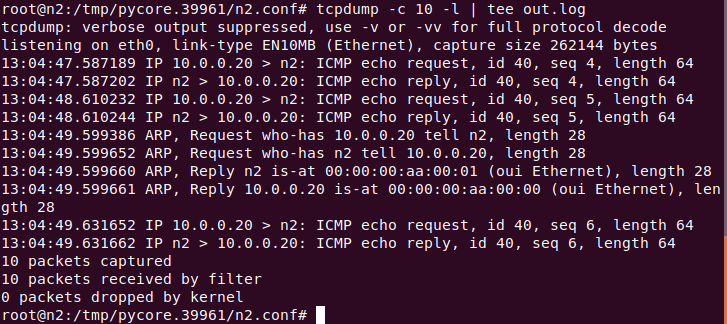 root@n2:/tmp/pycore.39961/n2.conf# tcpdump -c 10 -l | tee out.log
tcpdump: verbose output suppressed, use -v or -vv for full protocol decode
listening on eth0, link-type EN10MB (Ethernet), capture size 262144 bytes
13:04:47.587189 IP 10.0.0.20 > n2: ICMP echo request, id 40, seq 4, length 64
13:04:47.587202 IP n2 > 10.0.0.20: ICMP echo reply, id 40, seq 4, length 64
13:04:48.610232 IP 10.0.0.20 > n2: ICMP echo request, id 40, seq 5, length 64
13:04:48.610244 IP n2 > 10.0.0.20: ICMP echo reply, id 40, seq 5, length 64
13:04:49.599386 ARP, Request who-has 10.0.0.20 tell n2, length 28
13:04:49.599652 ARP, Request who-has n2 tell 10.0.0.20, length 28
13:04:49.599660 ARP, Reply n2 is-at 00:00:00:aa:00:01 (oui Ethernet), length 28
13:04:49.599661 ARP, Reply 10.0.0.20 is-at 00:00:00:aa:00:00 (oui Ethernet), len
gth 28
13:04:49.631652 IP 10.0.0.20 > n2: ICMP echo request, id 40, seq 6, length 64
13:04:49.631662 IP n2 > 10.0.0.20: ICMP echo reply, id 40, seq 6, length 64
10 packets captured
10 packets received by filter
0 packets dropped by kernel
root@n2:/tmp/pycore.39961/n2.conf#